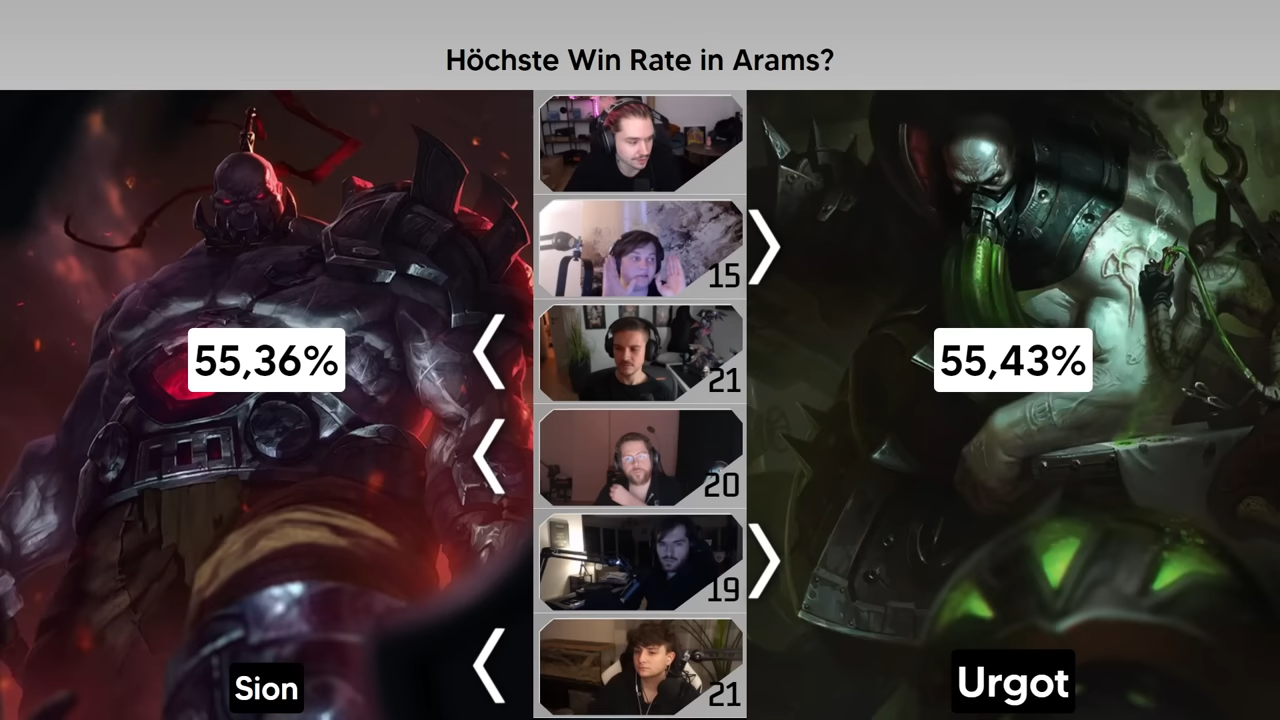 Höchste Win Rate in Arams?
15
55,36%
55,43%
21
20
19
21
Sion
Urgot